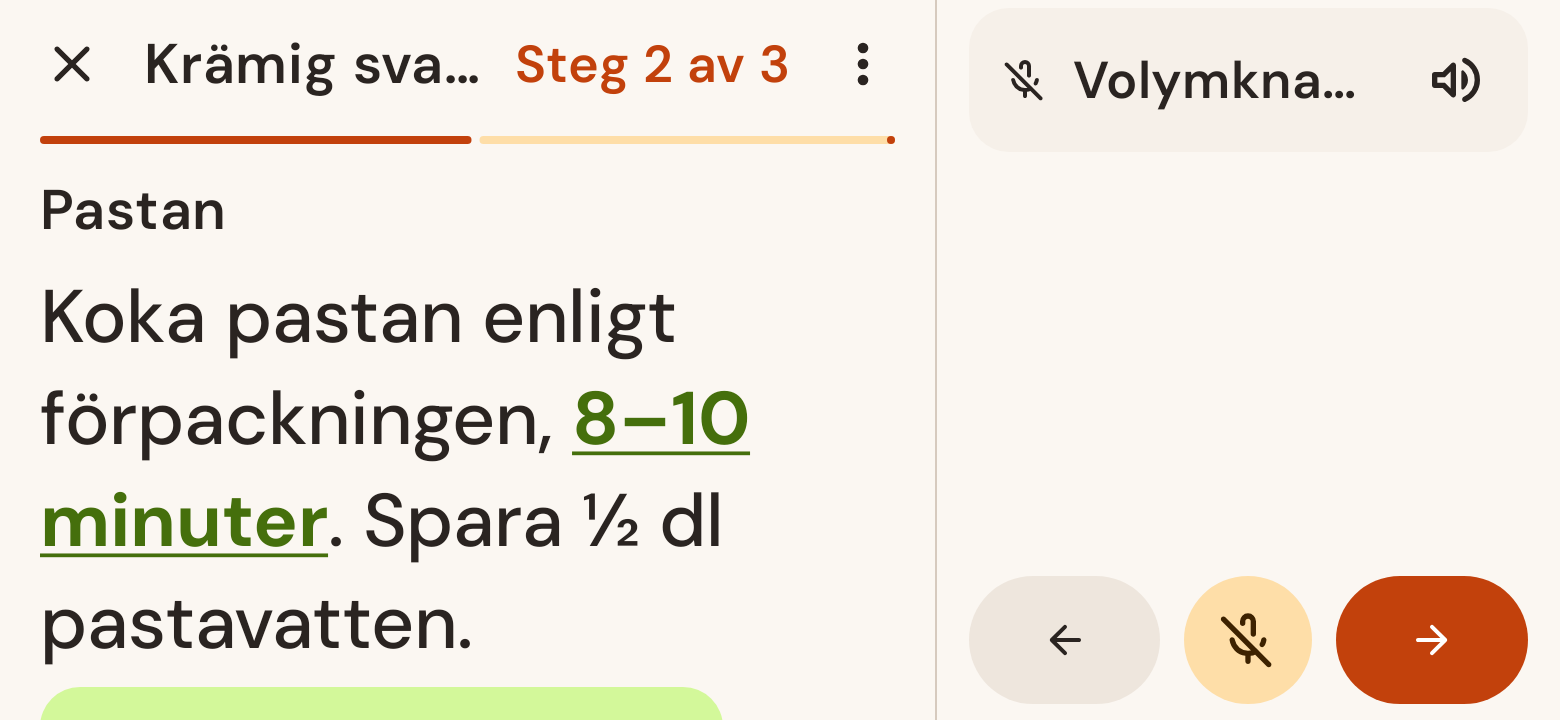 Krämig sva...
Steg 2 av 3
Pastan
Koka pastan enligt
förpackningen, 8–10
minuter. Spara ½ dl
pastavatten.
Volymkna...